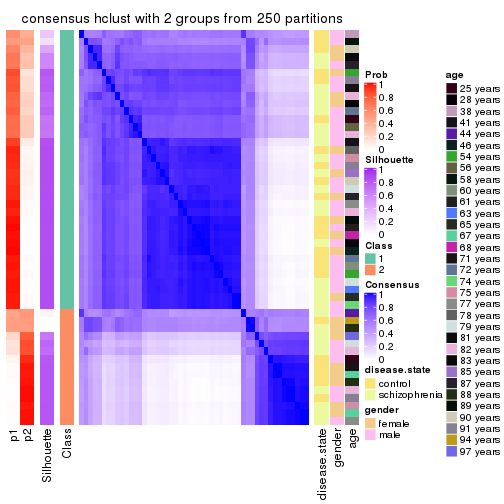 consensus hclust with 2 groups from 250 partitions
Prob
1
0.8
0.6
0.4
0.2
0
Silhouette
1
0.8
0.6
0.4
0.2
0
Class
1
2
Consensus
1
0.8
0.6
0.4
0.2
0
disease.state
control
schizophrenia
gender
female
male
age
25 years
28 years
38 years
41 years
44 years
46 years
54 years
56 years
58 years
60 years
61 years
63 years
65 years
67 years
68 years
71 years
72 years
74 years
75 years
77 years
78 years
79 years
81 years
82 years
83 years
85 years
87 years
88 years
89 years
90 years
91 years
94 years
97 years
p1
p2
Silhouette
Class
disease.state
gender
age